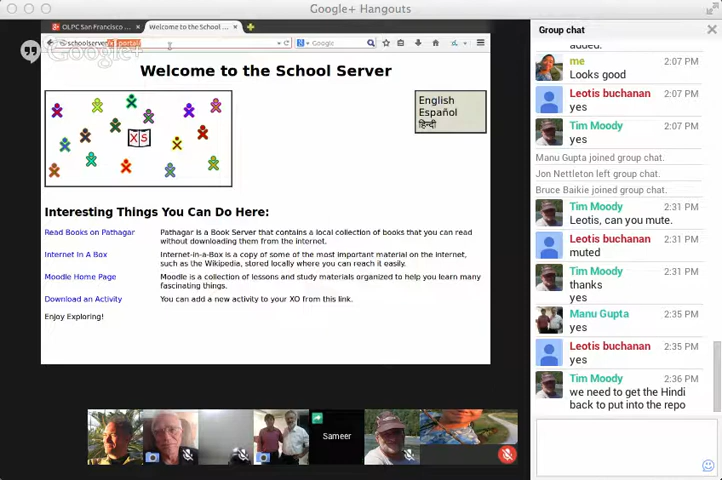 Google+ Hangouts
OLPC San Francisco ...
Welcome to the School ...
Google+
schoolserver/xs-portal/
Google
Welcome to the School Server
XS
English
Español
हिन्दी
Interesting Things You Can Do Here:
Read Books on Pathagar
Pathagar is a Book Server that contains a local collection of books that you can read
without downloading them from the internet.
Internet In A Box
Internet-in-a-Box is a copy of some of the most important material on the internet,
such as the Wikipedia, stored locally where you can reach it easily.
Moodle Home Page
Moodle is a collection of lessons and study materials organized to help you learn many
fascinating things.
Download an Activity
You can add a new activity to your XO from this link.
Enjoy Exploring!
Sameer
Group chat
added.
me 2:07 PM
Looks good
Leotis buchanan 2:07 PM
yes
Tim Moody 2:07 PM
yes
Manu Gupta joined group chat.
Jon Nettleton left group chat.
Bruce Baikie joined group chat.
Tim Moody 2:31 PM
Leotis, can you mute.
Leotis buchanan 2:31 PM
muted
Tim Moody 2:31 PM
thanks
yes
Manu Gupta 2:35 PM
yes
Leotis buchanan 2:35 PM
yes
Tim Moody 2:36 PM
we need to get the Hindi
back to put into the repo